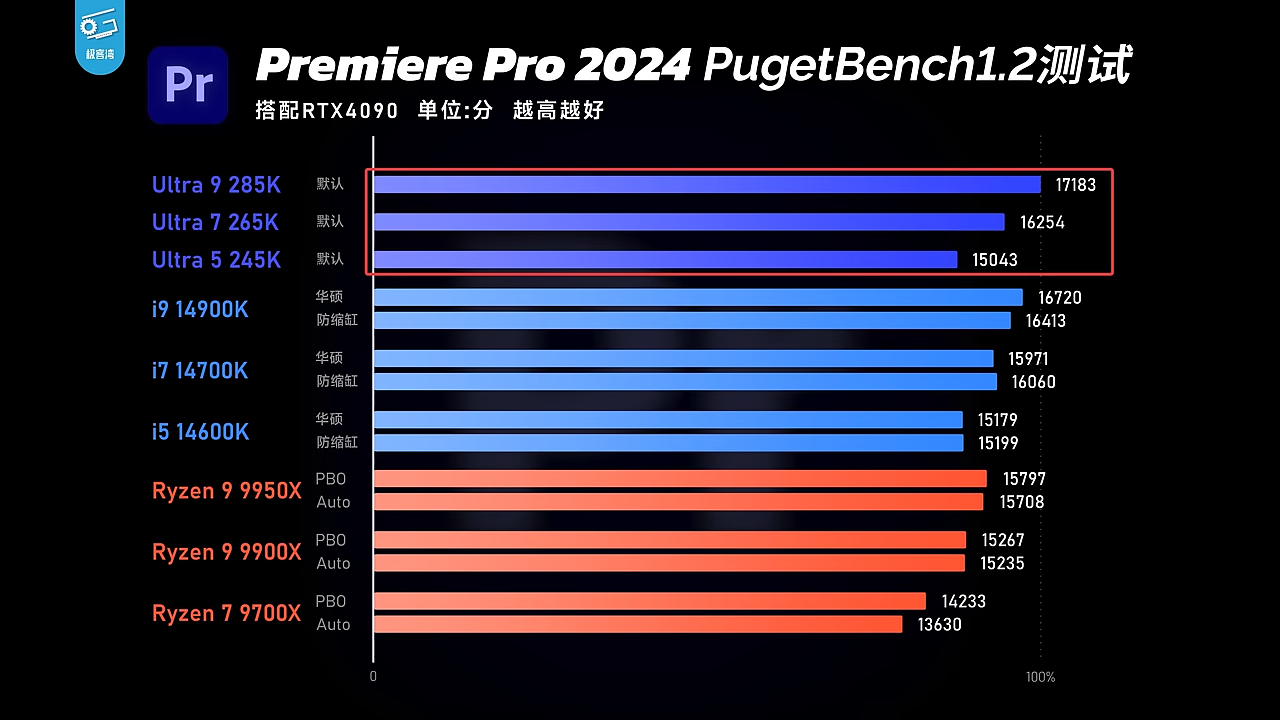 极客湾
Pr
Premiere Pro 2024 PugetBench1.2测试
搭配RTX4090 单位:分 越高越好
Ultra 9 285K 默认 17183
Ultra 7 265K 默认 16254
Ultra 5 245K 默认 15043
i9 14900K 华硕 16720
防缩缸 16413
i7 14700K 华硕 15971
防缩缸 16060
i5 14600K 华硕 15179
防缩缸 15199
Ryzen 9 9950X PBO 15797
Auto 15708
Ryzen 9 9900X PBO 15267
Auto 15235
Ryzen 7 9700X PBO 14233
Auto 13630
0 100%